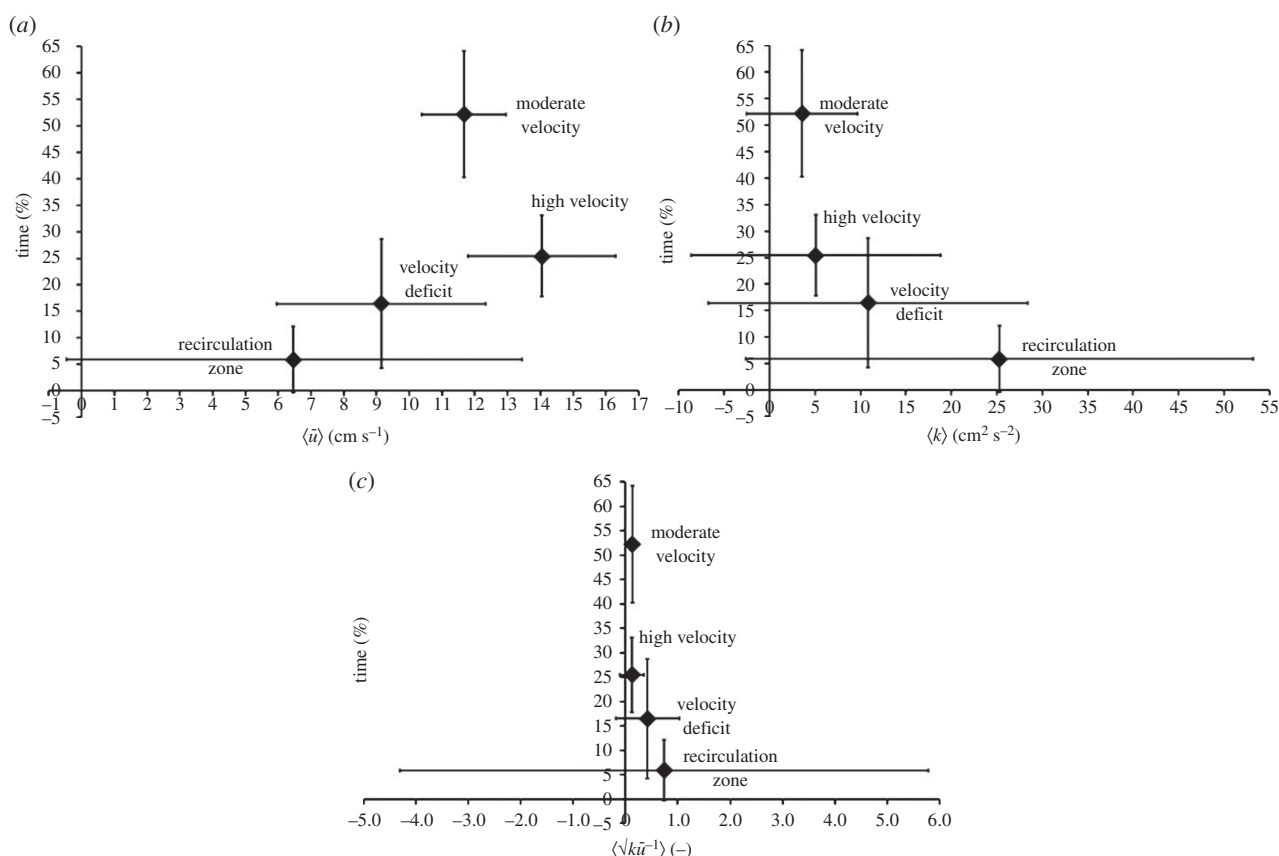 (a)
65
60
55
50
45
40
35
30
25
20
15
10
5
0
–5
time (%)
moderate
velocity
high velocity
velocity
deficit
recirculation
zone
–1 0 1 2 3 4 5 6 7 8 9 10 11 12 13 14 15 16 17
⟨ū⟩ (cm s⁻¹)
(b)
65
60
55
50
45
40
35
30
25
20
15
10
5
0
–5
time (%)
moderate
velocity
high velocity
velocity
deficit
recirculation
zone
–10 –5 0 5 10 15 20 25 30 35 40 45 50 55
⟨k⟩ (cm² s⁻²)
(c)
65
60
55
50
45
40
35
30
25
20
15
10
5
0
–5
time (%)
moderate
velocity
high velocity
velocity
deficit
recirculation
zone
–5.0 –4.0 –3.0 –2.0 –1.0 0 1.0 2.0 3.0 4.0 5.0 6.0
⟨√kū⁻¹⟩ (–)